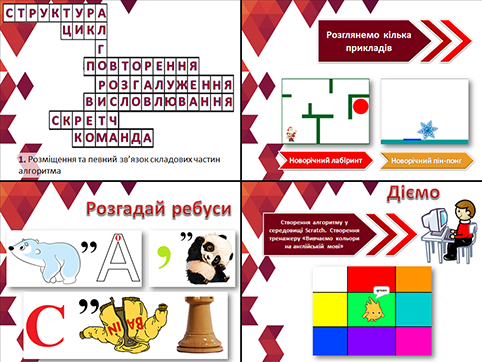 СТРУКТУРА
ЦИКЛ
Г
ПОВТОРЕННЯ
РОЗГАЛУЖЕННЯ
ВИСЛОВЛЮВАННЯ
СКРЕТЧ
КОМАНДА
1. Розміщення та певний зв’язок складових частин
алгоритма
Розглянемо кілька
прикладів
Новорічний лабіринт
Новорічний пін-понг
Розгадай ребуси
” А ,
С ”
Діємо
Створення алгоритму у
середовищі Scratch. Створення
тренажеру «Вивчаємо кольори
на англійській мові»
green